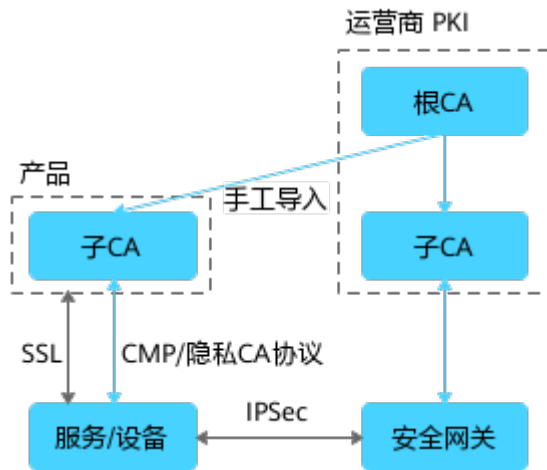 运营商 PKI
根CA
产品
手工导入
子CA
子CA
SSL
CMP/隐私CA协议
IPSec
服务/设备
安全网关